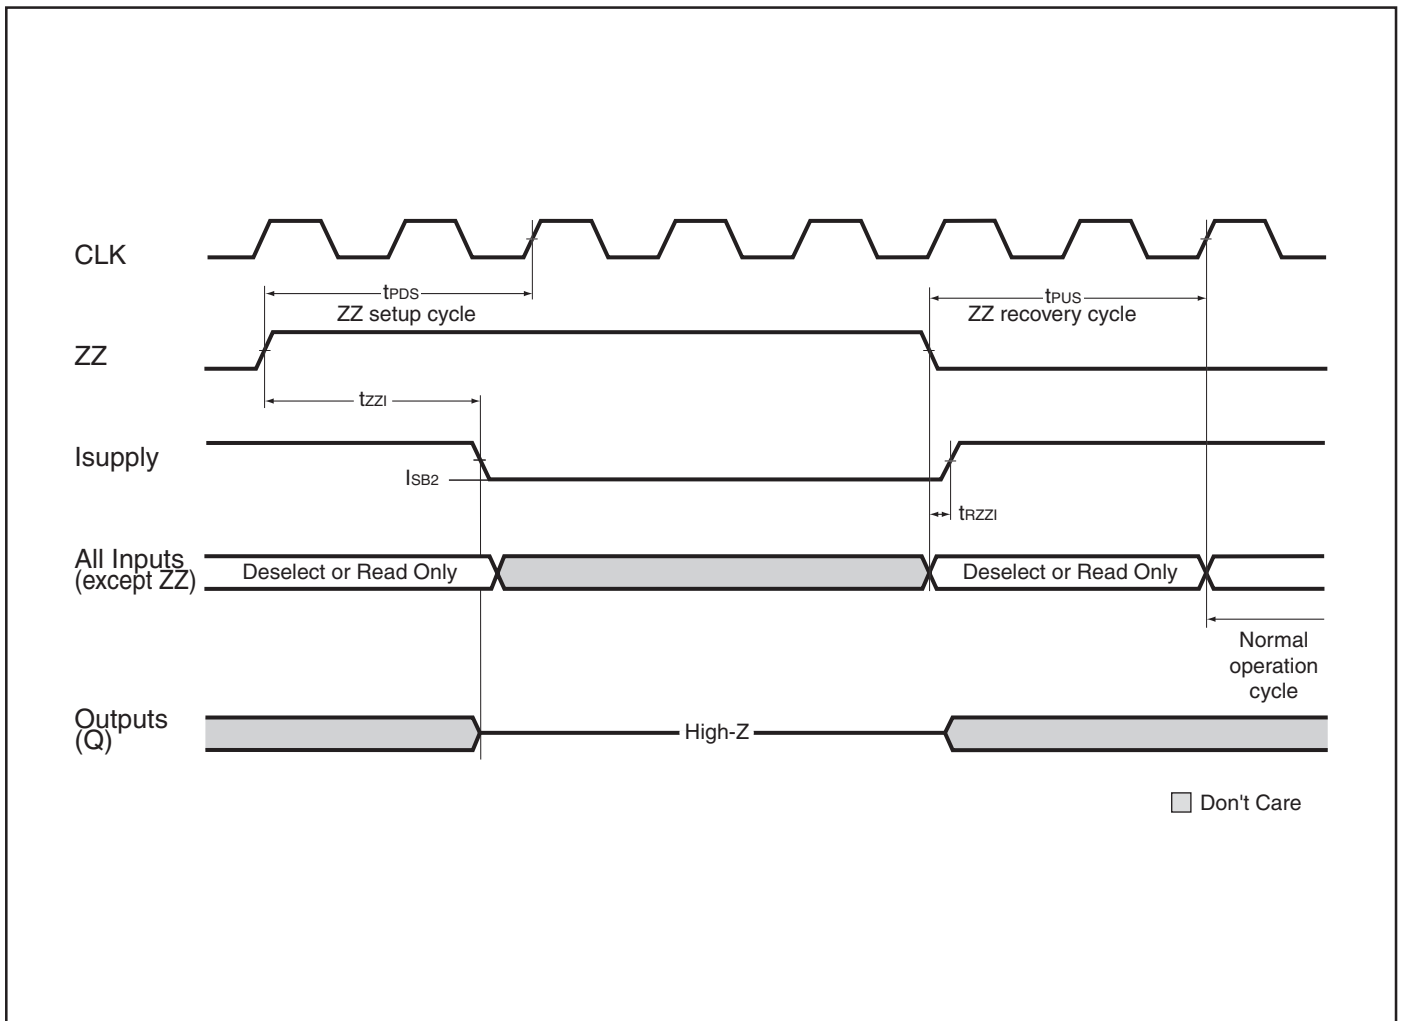 CLK
tPDS
ZZ setup cycle
tPUS
ZZ recovery cycle
ZZ
tZZI
Isupply
ISB2
tRZZI
All Inputs
(except ZZ)
Deselect or Read Only
Deselect or Read Only
Normal
operation
cycle
Outputs
(Q)
High-Z
Don't Care